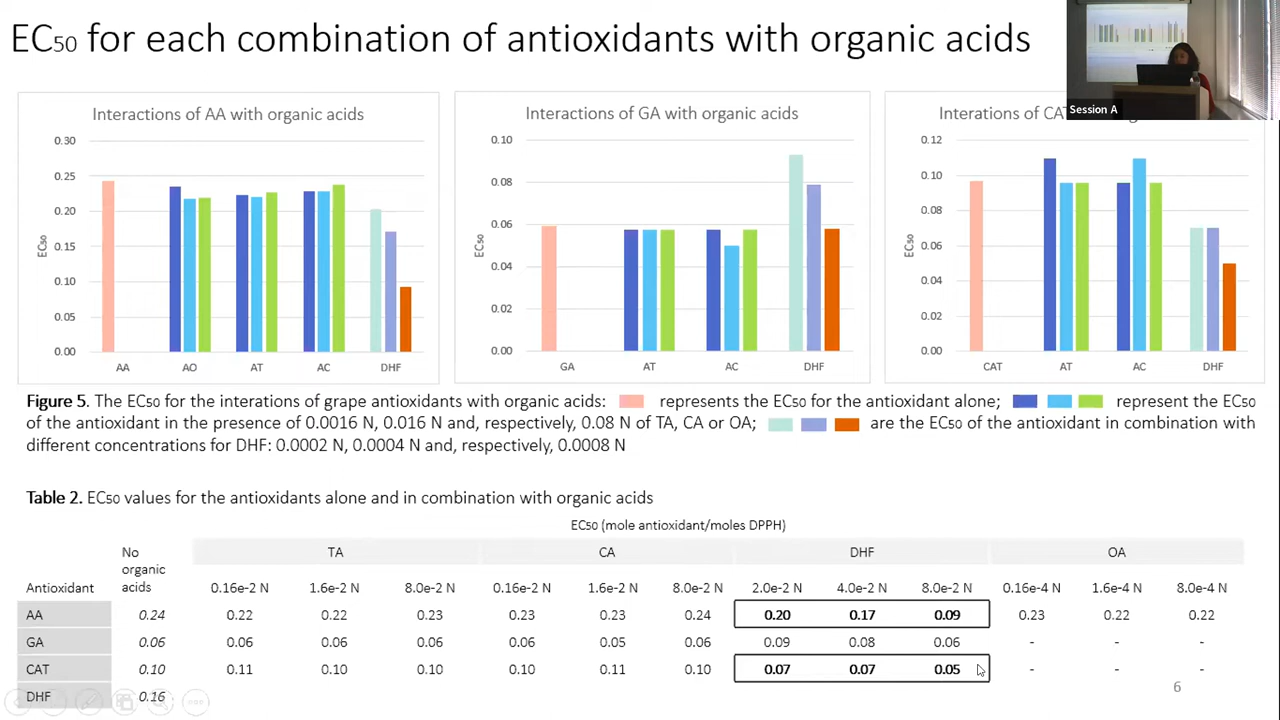 EC50 for each combination of antioxidants with organic acids
Session A
Interactions of AA with organic acids
0.30
0.25
0.20
0.15
0.10
0.05
0.00
EC50
AA AO AT AC DHF
Interactions of GA with organic acids
0.10
0.08
0.06
0.04
0.02
0.00
EC50
GA AT AC DHF
Interations of CAT
0.12
0.10
0.08
0.06
0.04
0.02
0.00
EC50
CAT AT AC DHF
Figure 5. The EC50 for the interations of grape antioxidants with organic acids: represents the EC50 for the antioxidant alone; represent the EC50
of the antioxidant in the presence of 0.0016 N, 0.016 N and, respectively, 0.08 N of TA, CA or OA; are the EC50 of the antioxidant in combination with
different concentrations for DHF: 0.0002 N, 0.0004 N and, respectively, 0.0008 N
Table 2. EC50 values for the antioxidants alone and in combination with organic acids
EC50 (mole antioxidant/moles DPPH)
Antioxidant No organic acids TA CA DHF OA
0.16e-2 N 1.6e-2 N 8.0e-2 N 0.16e-2 N 1.6e-2 N 8.0e-2 N 2.0e-2 N 4.0e-2 N 8.0e-2 N 0.16e-4 N 1.6e-4 N 8.0e-4 N
AA 0.24 0.22 0.22 0.23 0.23 0.23 0.24 0.20 0.17 0.09 0.23 0.22 0.22
GA 0.06 0.06 0.06 0.06 0.06 0.05 0.06 0.09 0.08 0.06 - - -
CAT 0.10 0.11 0.10 0.10 0.10 0.11 0.10 0.07 0.07 0.05 - - -
DHF 0.16
6